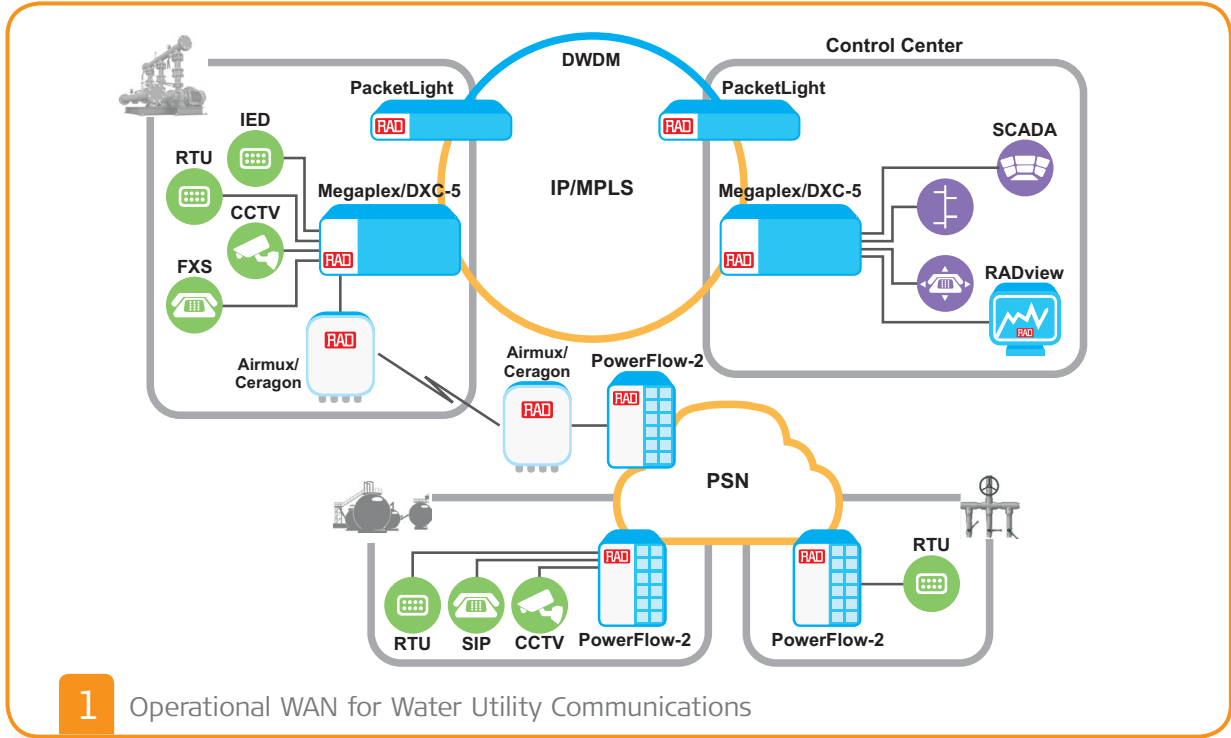 Control Center
DWDM
PacketLight
RAD
PacketLight
RAD
IED
RTU
CCTV
FXS
Megaplex/DXC-5
RAD
IP/MPLS
Megaplex/DXC-5
RAD
SCADA
RADview
RAD
Airmux/
Ceragon
RAD
Airmux/
Ceragon
RAD
PowerFlow-2
RAD
PSN
RAD
RTU
SIP
CCTV
PowerFlow-2
RAD
RTU
PowerFlow-2
1
Operational WAN for Water Utility Communications